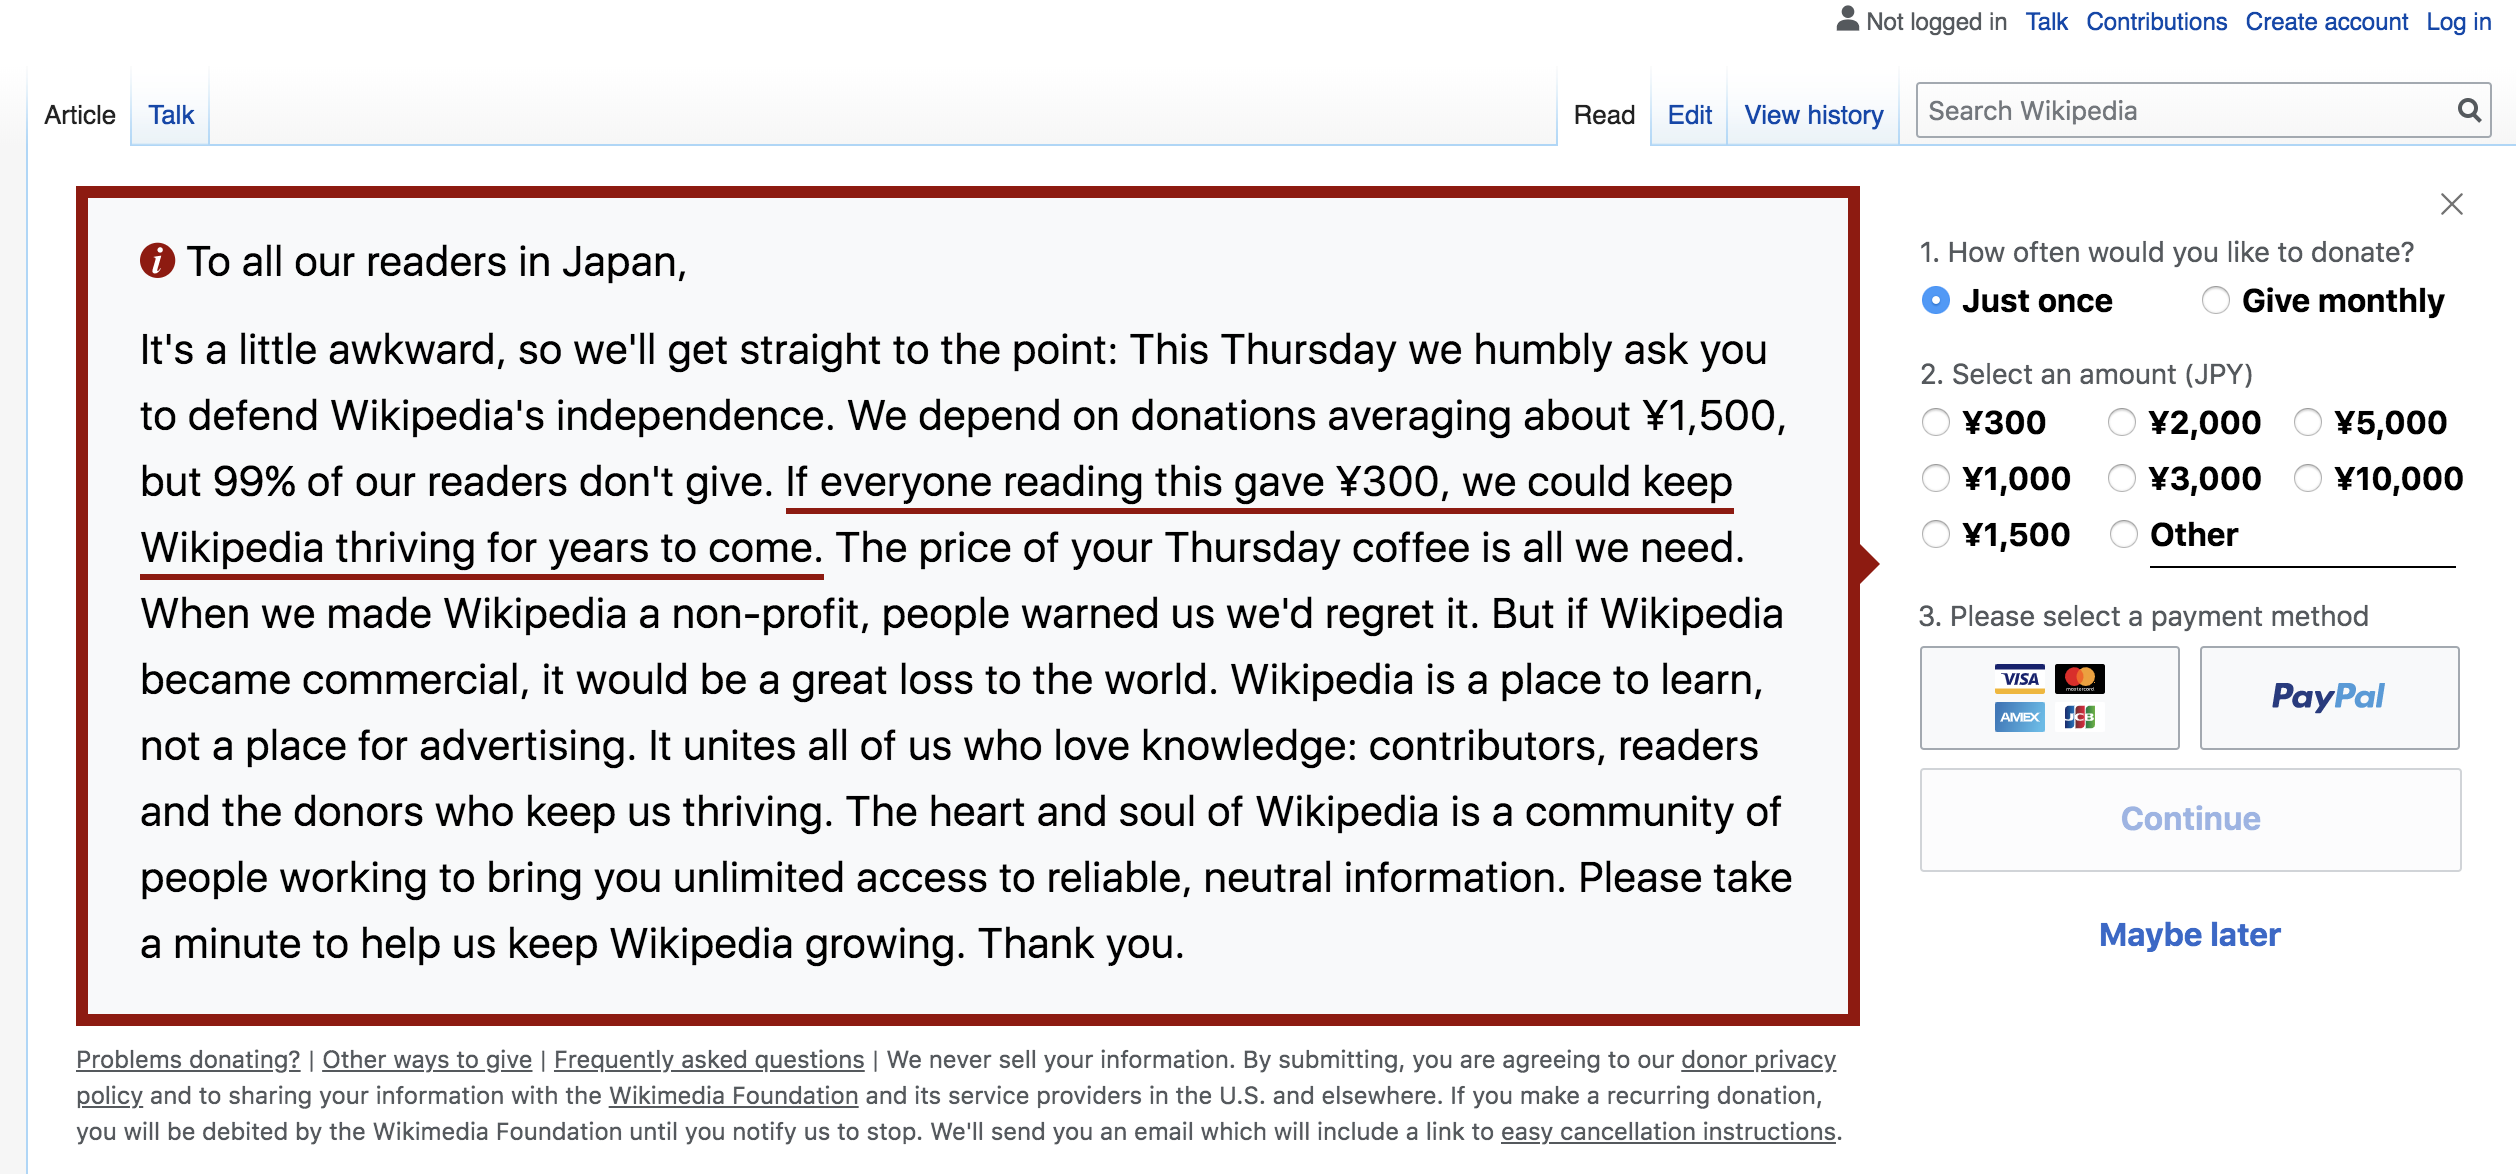 Not logged in Talk Contributions Create account Log in
Article Talk Read Edit View history Search Wikipedia
To all our readers in Japan,
It's a little awkward, so we'll get straight to the point: This Thursday we humbly ask you
to defend Wikipedia's independence. We depend on donations averaging about ¥1,500,
but 99% of our readers don't give. If everyone reading this gave ¥300, we could keep
Wikipedia thriving for years to come. The price of your Thursday coffee is all we need.
When we made Wikipedia a non-profit, people warned us we'd regret it. But if Wikipedia
became commercial, it would be a great loss to the world. Wikipedia is a place to learn,
not a place for advertising. It unites all of us who love knowledge: contributors, readers
and the donors who keep us thriving. The heart and soul of Wikipedia is a community of
people working to bring you unlimited access to reliable, neutral information. Please take
a minute to help us keep Wikipedia growing. Thank you.
1. How often would you like to donate?
Just once Give monthly
2. Select an amount (JPY)
¥300 ¥2,000 ¥5,000
¥1,000 ¥3,000 ¥10,000
¥1,500 Other
3. Please select a payment method
VISA mastercard
AMEX JCB
PayPal
Continue
Maybe later
Problems donating? | Other ways to give | Frequently asked questions | We never sell your information. By submitting, you are agreeing to our donor privacy
policy and to sharing your information with the Wikimedia Foundation and its service providers in the U.S. and elsewhere. If you make a recurring donation,
you will be debited by the Wikimedia Foundation until you notify us to stop. We'll send you an email which will include a link to easy cancellation instructions.